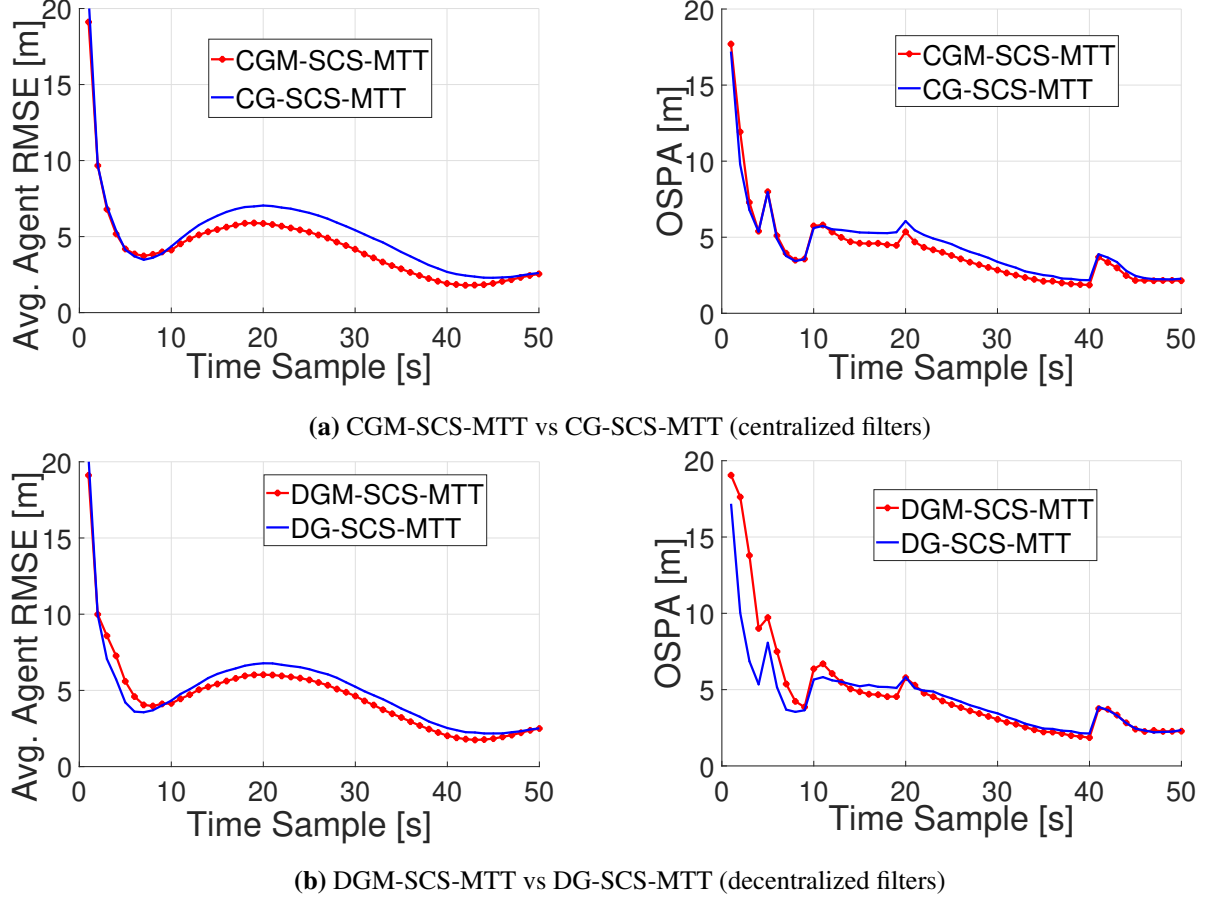 Avg. Agent RMSE [m]
20
15
10
5
0
CGM-SCS-MTT
CG-SCS-MTT
0 10 20 30 40 50
Time Sample [s]
OSPA [m]
20
15
10
5
0
CGM-SCS-MTT
CG-SCS-MTT
0 10 20 30 40 50
Time Sample [s]
(a) CGM-SCS-MTT vs CG-SCS-MTT (centralized filters)
Avg. Agent RMSE [m]
20
15
10
5
0
DGM-SCS-MTT
DG-SCS-MTT
0 10 20 30 40 50
Time Sample [s]
OSPA [m]
20
15
10
5
0
DGM-SCS-MTT
DG-SCS-MTT
0 10 20 30 40 50
Time Sample [s]
(b) DGM-SCS-MTT vs DG-SCS-MTT (decentralized filters)